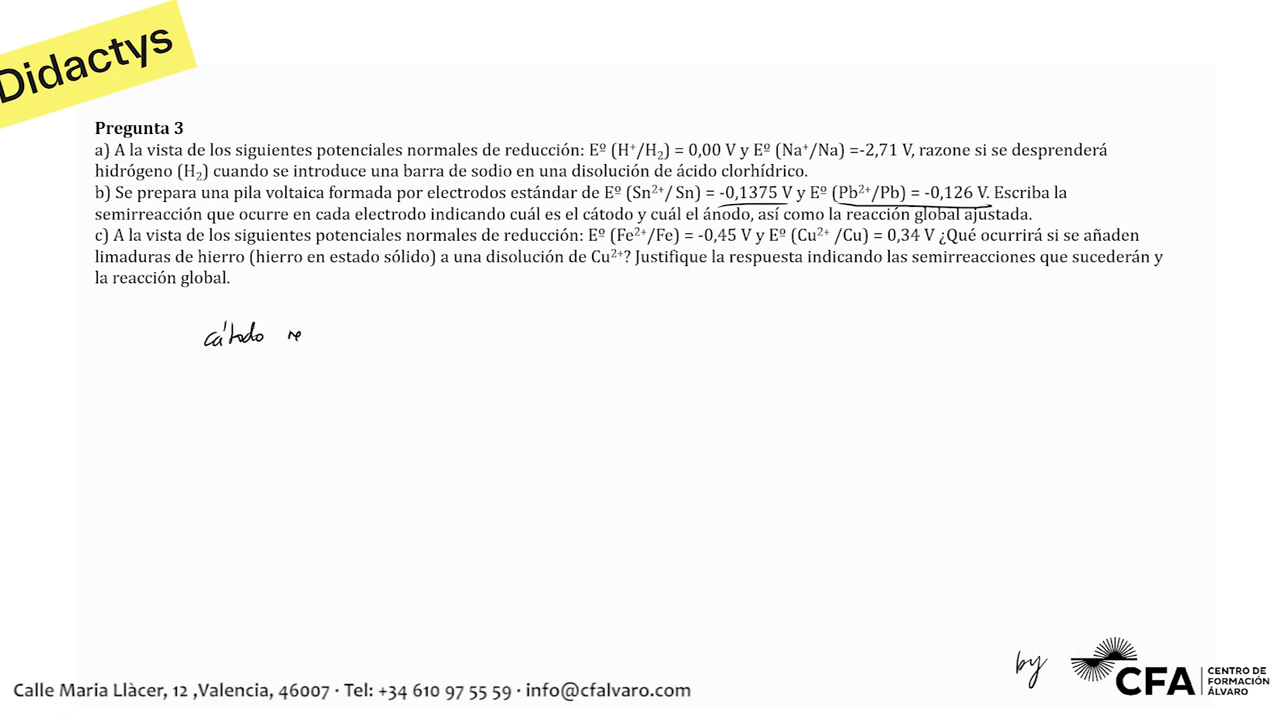 Didactys
Pregunta 3
a) A la vista de los siguientes potenciales normales de reducción: Eº (H⁺/H₂) = 0,00 V y Eº (Na⁺/Na) =-2,71 V, razone si se desprenderá
hidrógeno (H₂) cuando se introduce una barra de sodio en una disolución de ácido clorhídrico.
b) Se prepara una pila voltaica formada por electrodos estándar de Eº (Sn²⁺/ Sn) = -0,1375 V y Eº (Pb²⁺/Pb) = -0,126 V. Escriba la
semirreacción que ocurre en cada electrodo indicando cuál es el cátodo y cuál el ánodo, así como la reacción global ajustada.
c) A la vista de los siguientes potenciales normales de reducción: Eº (Fe²⁺/Fe) = -0,45 V y Eº (Cu²⁺ /Cu) = 0,34 V ¿Qué ocurrirá si se añaden
limaduras de hierro (hierro en estado sólido) a una disolución de Cu²⁺? Justifique la respuesta indicando las semirreacciones que sucederán y
la reacción global.
cátodo re
by
CFA
CENTRO DE
FORMACIÓN
ÁLVARO
Calle Maria Llàcer, 12 ,Valencia, 46007 · Tel: +34 610 97 55 59 · info@cfalvaro.com